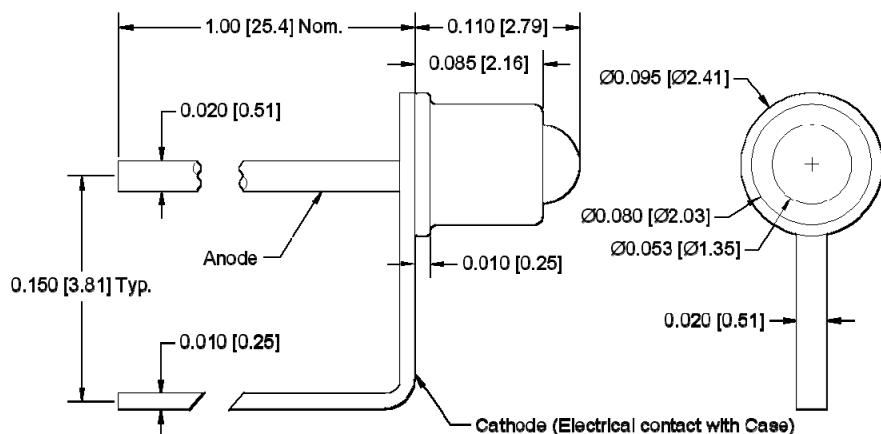 1.00 [25.4] Nom.
0.110 [2.79]
0.085 [2.16]
Ø0.095 [Ø2.41]
0.020 [0.51]
Ø0.080 [Ø2.03]
Ø0.053 [Ø1.35]
Anode
0.010 [0.25]
0.150 [3.81] Typ.
0.020 [0.51]
0.010 [0.25]
Cathode (Electrical contact with Case)